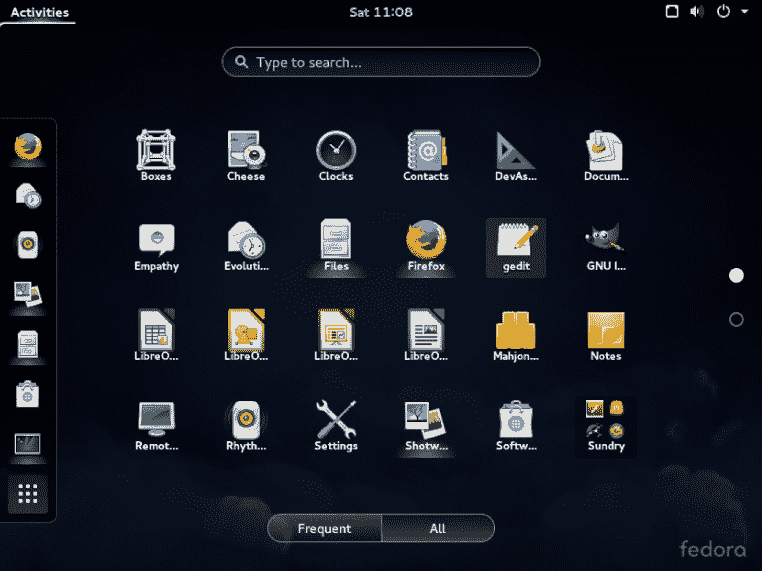 Activities
Sat 11:08
Type to search...
Boxes
Cheese
Clocks
Contacts
DevAs...
Docum...
Empathy
Evoluti...
Files
Firefox
gedit
GNU I...
LibreO...
LibreO...
LibreO...
LibreO...
Mahjon...
Notes
Remot...
Rhyth...
Settings
Shotw...
Softw...
Sundry
Frequent
All
fedora